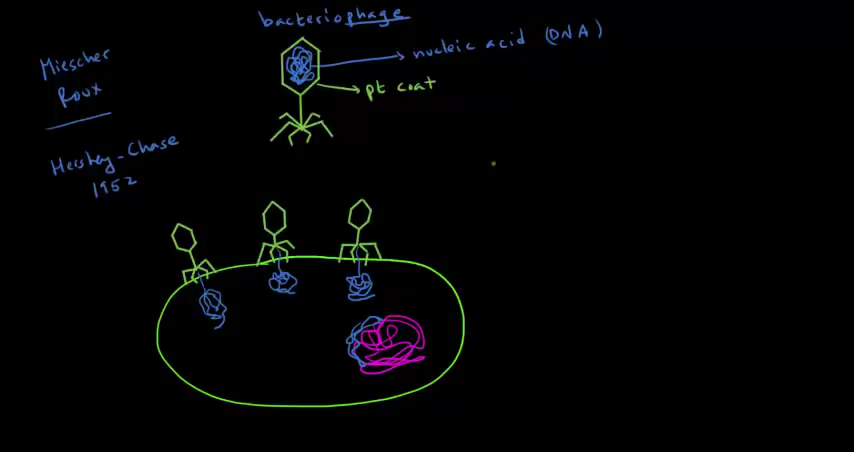 bacteriophage
Miescher
Roux
nucleic acid (DNA)
pt coat
Hershey-Chase
1952